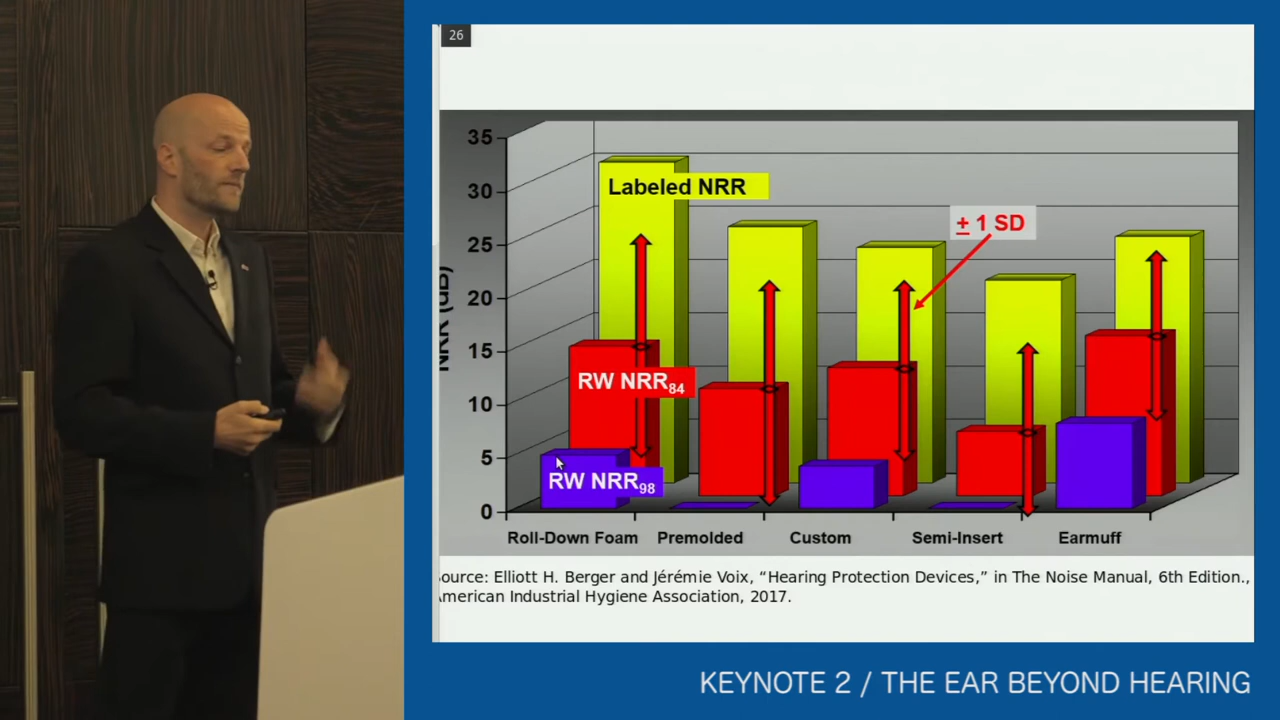 26
35
30
25
20
15
10
5
0
NRR (dB)
Labeled NRR
± 1 SD
RW NRR84
RW NRR98
Roll-Down Foam
Premolded
Custom
Semi-Insert
Earmuff
ource: Elliott H. Berger and Jérémie Voix, “Hearing Protection Devices,” in The Noise Manual, 6th Edition.,
merican Industrial Hygiene Association, 2017.
KEYNOTE 2 / THE EAR BEYOND HEARING